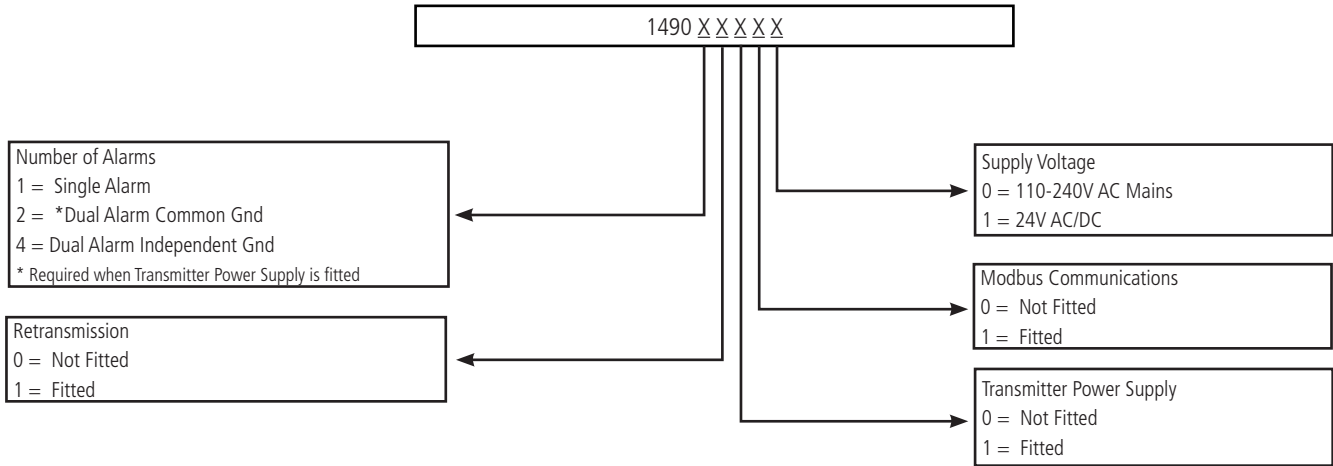 1490 X X X X X
Number of Alarms
1 = Single Alarm
2 = *Dual Alarm Common Gnd
4 = Dual Alarm Independent Gnd
* Required when Transmitter Power Supply is fitted
Retransmission
0 = Not Fitted
1 = Fitted
Supply Voltage
0 = 110-240V AC Mains
1 = 24V AC/DC
Modbus Communications
0 = Not Fitted
1 = Fitted
Transmitter Power Supply
0 = Not Fitted
1 = Fitted